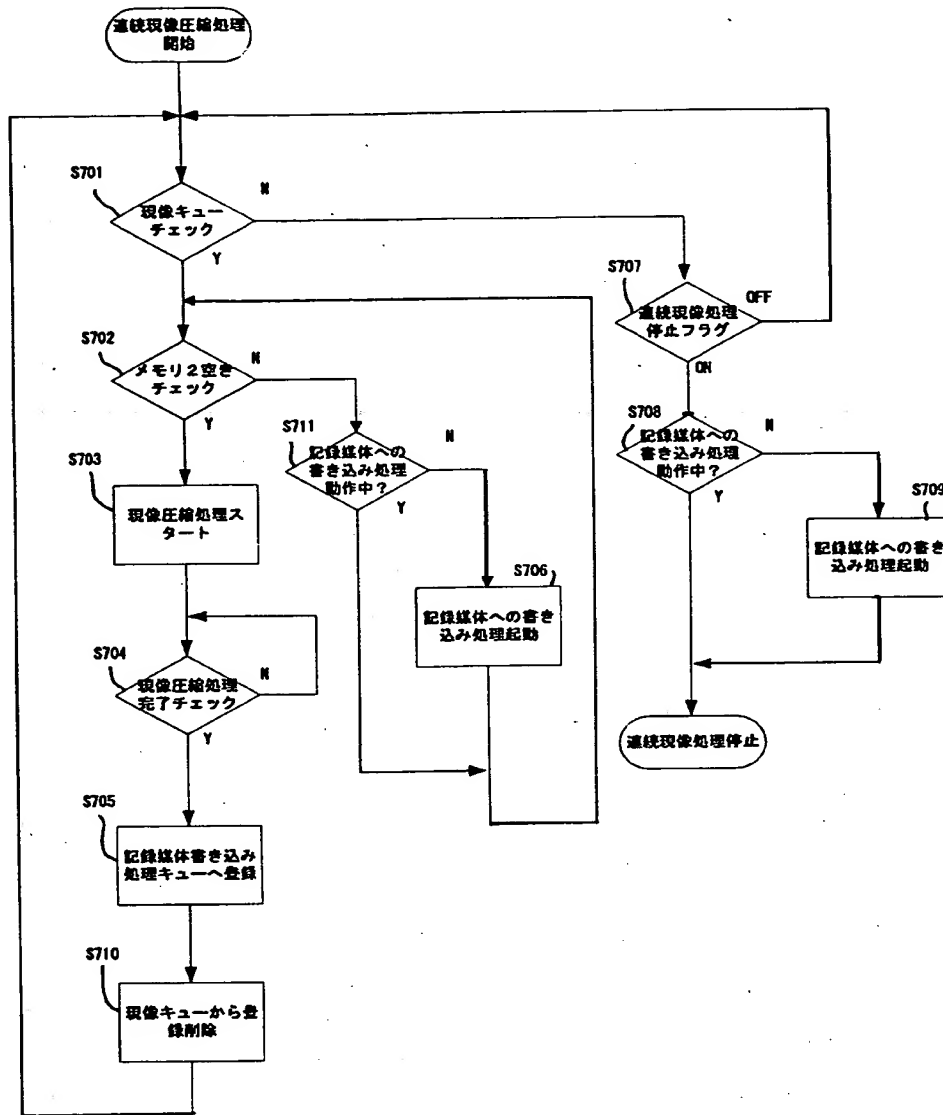 連続現像圧縮処理
開始
S701
N
現像キュー
チェック
Y
S707
OFF
連続現像処理
停止フラグ
ON
S702
N
メモリ2空き
チェック
Y
S711
N
記録媒体への
書き込み処理
動作中?
Y
S708
N
記録媒体への
書き込み処理
動作中?
Y
S703
現像圧縮処理ス
タート
S709
記録媒体への書き
込み処理起動
S706
記録媒体への書き
込み処理起動
S704
N
現像圧縮処理
完了チェック
Y
連続現像処理停止
S705
記録媒体書き込み
処理キューへ登録
S710
現像キューから登
録削除